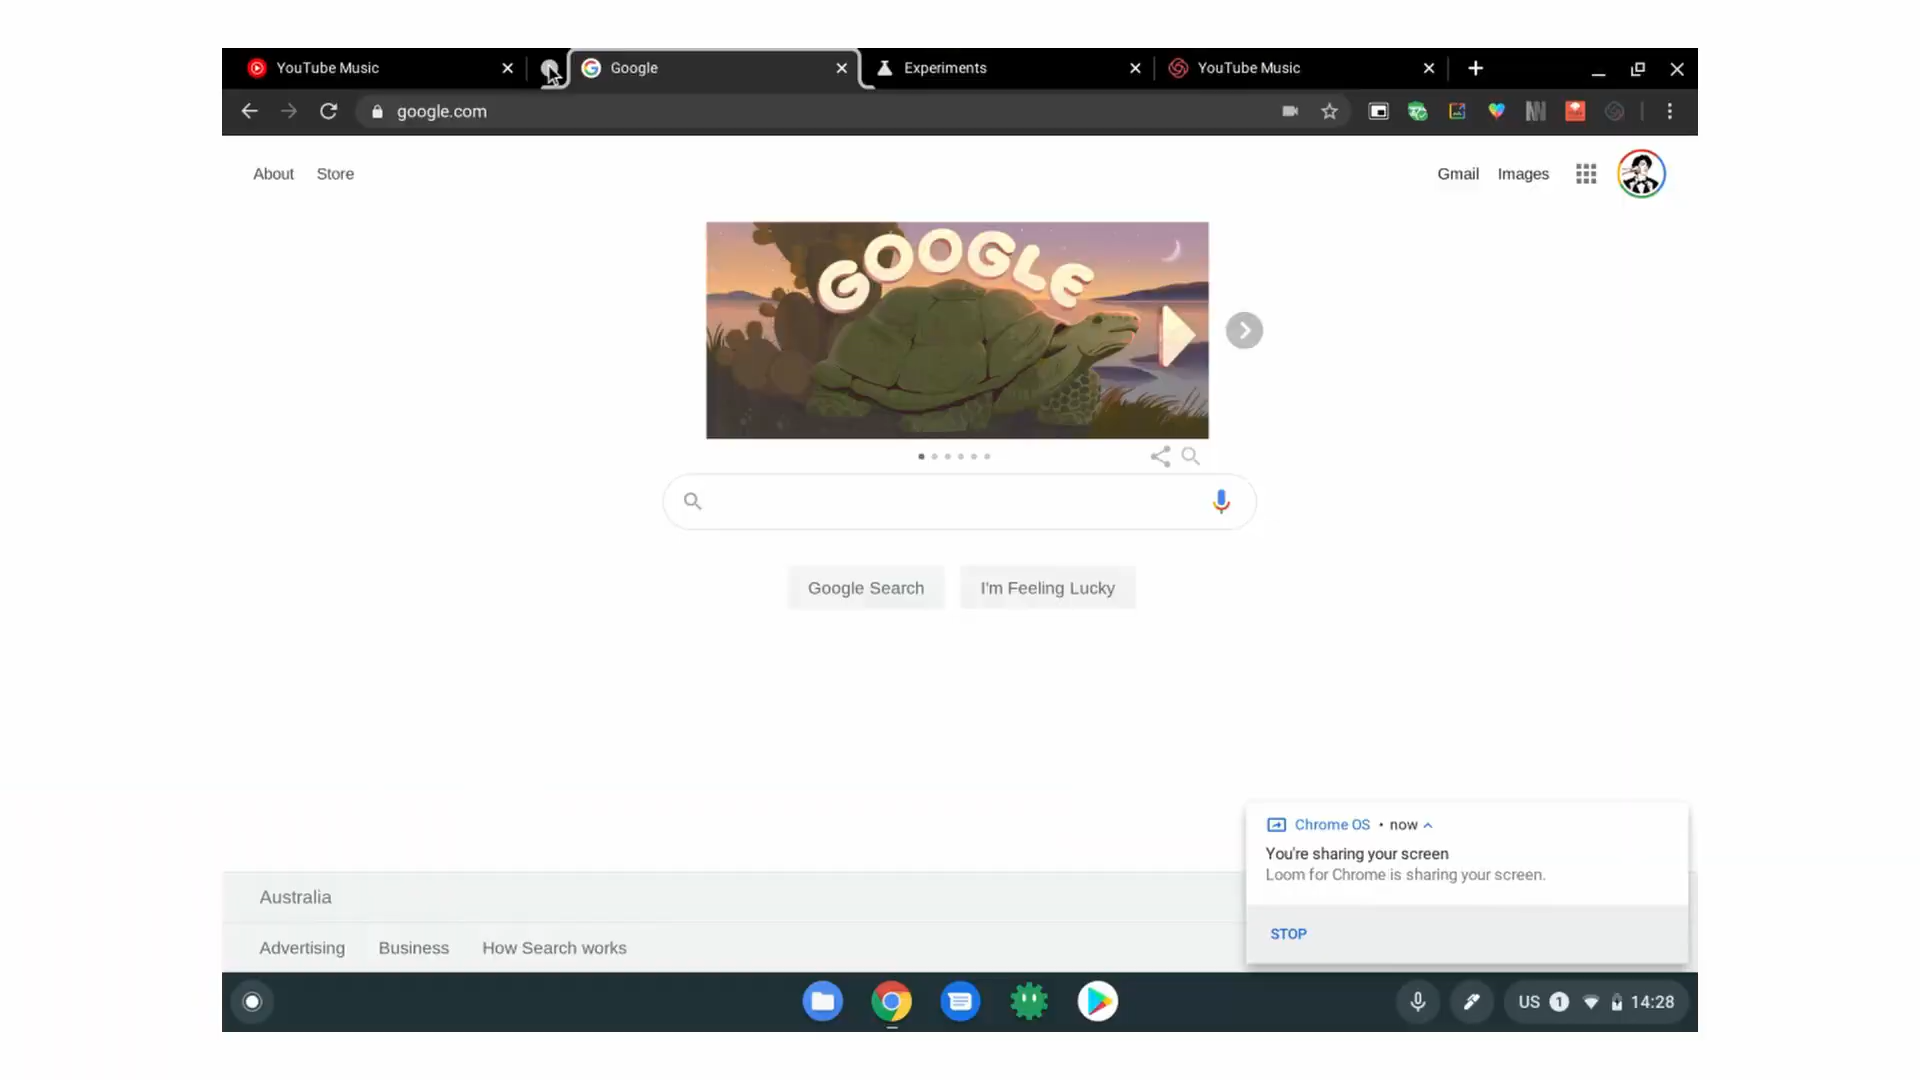 YouTube Music
Google
Experiments
YouTube Music
google.com
About Store
Gmail Images
GOOGLE
Google Search
I'm Feeling Lucky
Chrome OS • now
You're sharing your screen
Loom for Chrome is sharing your screen.
STOP
Australia
Advertising Business How Search works
US 1 14:28